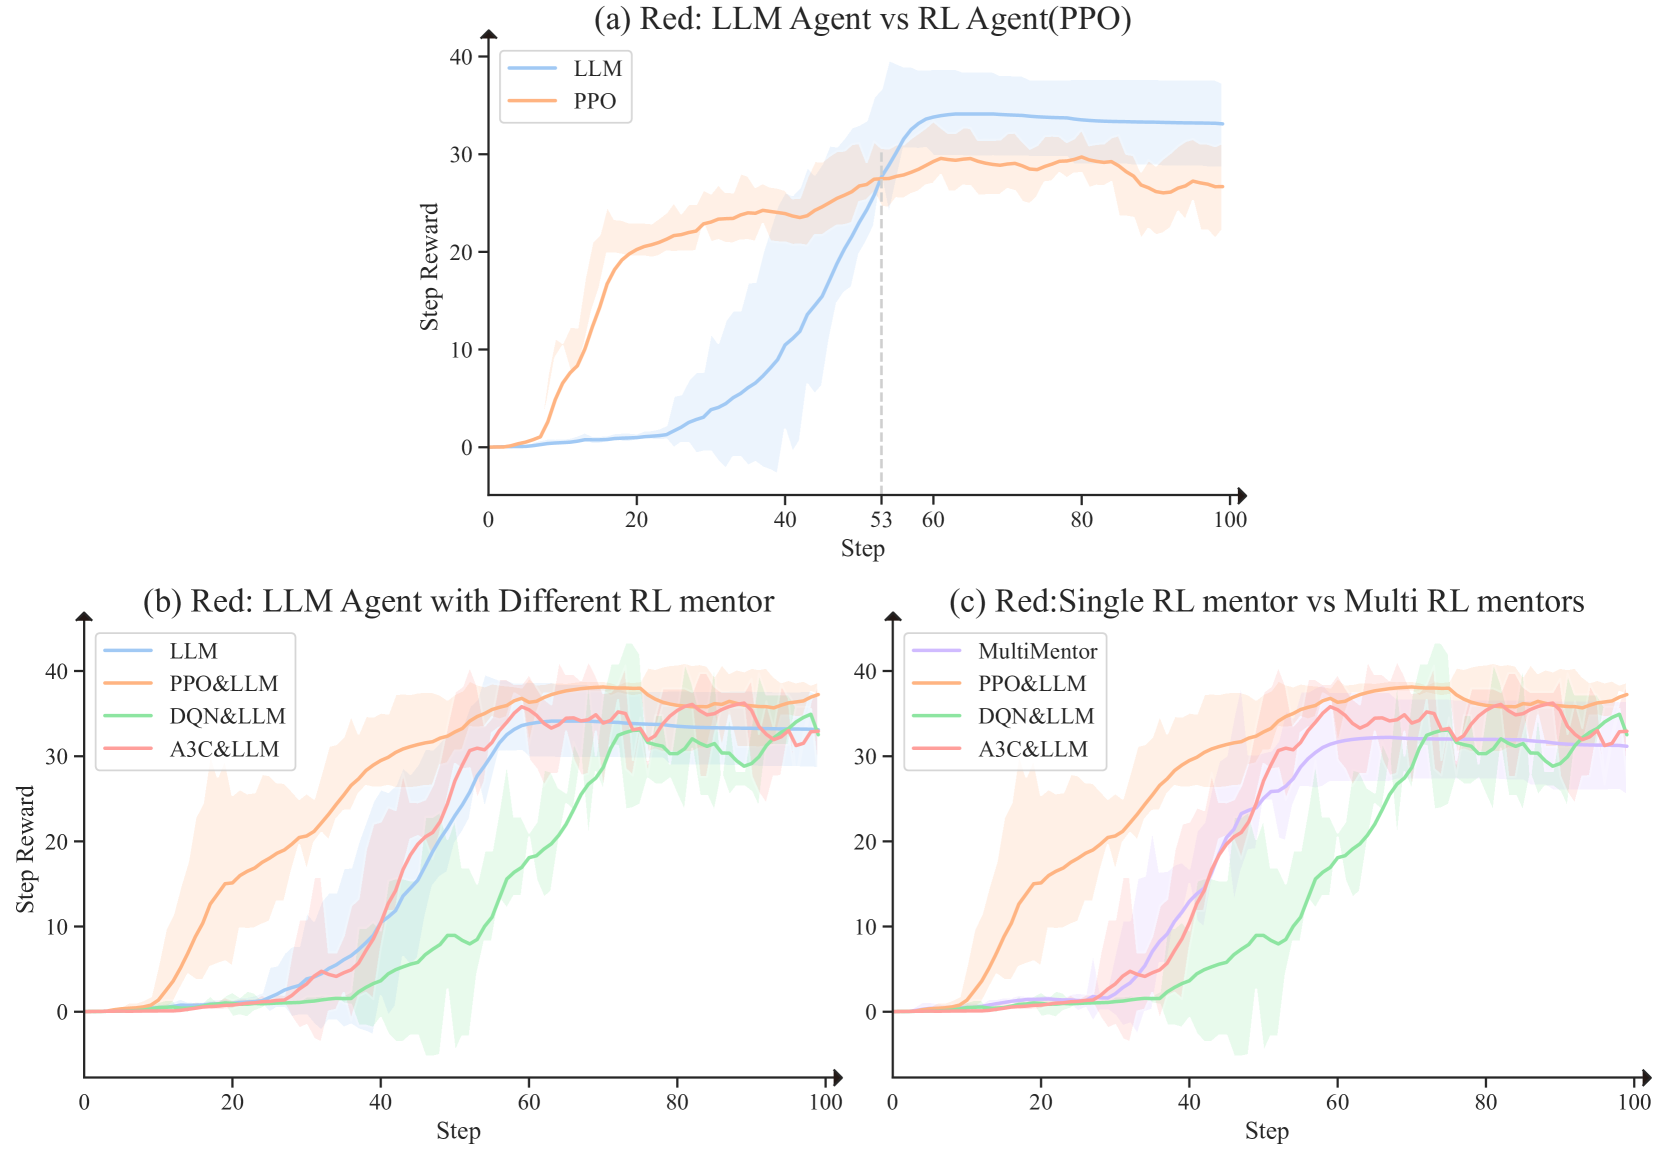 (a) Red: LLM Agent vs RL Agent(PPO)
LLM
PPO
Step Reward
40
30
20
10
0
0 20 40 53 60 80 100
Step
(b) Red: LLM Agent with Different RL mentor
LLM
PPO&LLM
DQN&LLM
A3C&LLM
Step Reward
40
30
20
10
0
0 20 40 60 80 100
Step
(c) Red:Single RL mentor vs Multi RL mentors
MultiMentor
PPO&LLM
DQN&LLM
A3C&LLM
40
30
20
10
0
0 20 40 60 80 100
Step